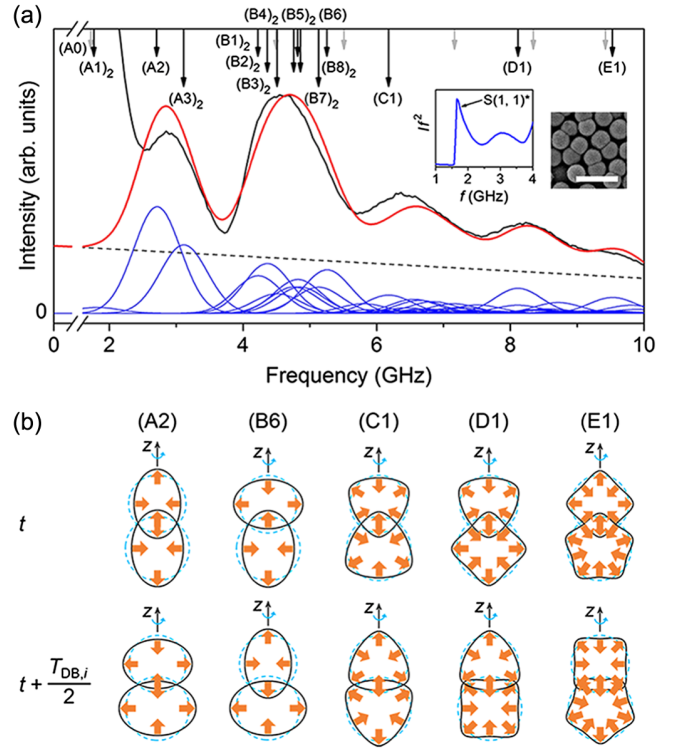 (a)
(B4)₂ (B5)₂ (B6)
(A0)
(B1)₂
(A1)₂ (A2) (B2)₂ (B8)₂ (D1) (E1)
(A3)₂ (B3)₂ (B7)₂ (C1)
S(1, 1)*
If²
1 2 3 4
f (GHz)
Intensity (arb. units)
0
0 2 4 6 8 10
Frequency (GHz)
(b)
(A2) (B6) (C1) (D1) (E1)
z z z z z
t
z z z z z
t + T_DB,i / 2